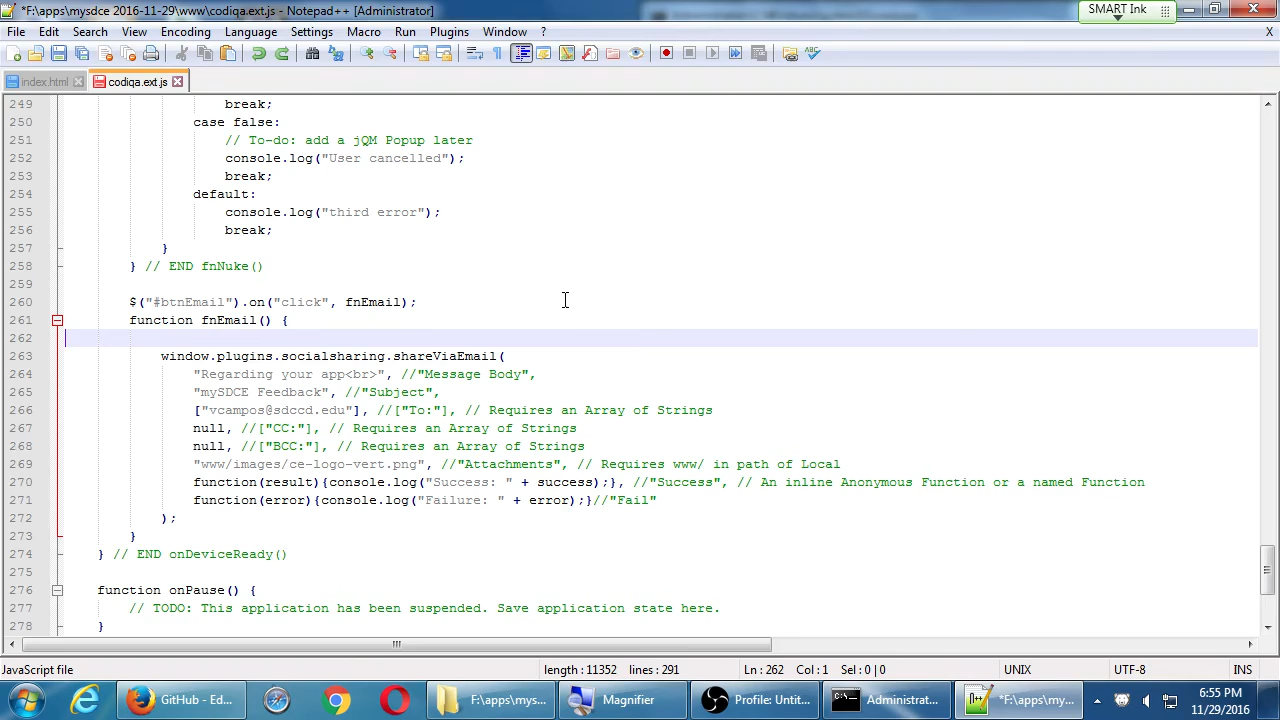 *F:\apps\mysdce 2016-11-29\www\codiqa.ext.js - Notepad++ [Administrator]
SMART Ink
File Edit Search View Encoding Language Settings Macro Run Plugins Window ? X
index.html codiqa.ext.js
249 break;
250 case false:
251 // To-do: add a jQM Popup later
252 console.log("User cancelled");
253 break;
254 default:
255 console.log("third error");
256 break;
257 }
258 } // END fnNuke()
259
260 $("#btnEmail").on("click", fnEmail);
261 function fnEmail() {
262
263 window.plugins.socialsharing.shareViaEmail(
264 "Regarding your app<br>", //"Message Body",
265 "mySDCE Feedback", //"Subject",
266 ["vcampos@sdccd.edu"], //["To:"], // Requires an Array of Strings
267 null, //["CC:"], // Requires an Array of Strings
268 null, //["BCC:"], // Requires an Array of Strings
269 "www/images/ce-logo-vert.png", //"Attachments", // Requires www/ in path of Local
270 function(result){console.log("Success: " + success);}, //"Success", // An inline Anonymous Function or a named Function
271 function(error){console.log("Failure: " + error);}//"Fail"
272 );
273 }
274 } // END onDeviceReady()
275
276 function onPause() {
277 // TODO: This application has been suspended. Save application state here.
278 }
JavaScript file length : 11352 lines : 291 Ln : 262 Col : 1 Sel : 0 | 0 UNIX UTF-8 INS
GitHub - Ed... F:\apps\mys... Magnifier Profile: Untit... Administrat... *F:\apps\my... 6:55 PM
11/29/2016